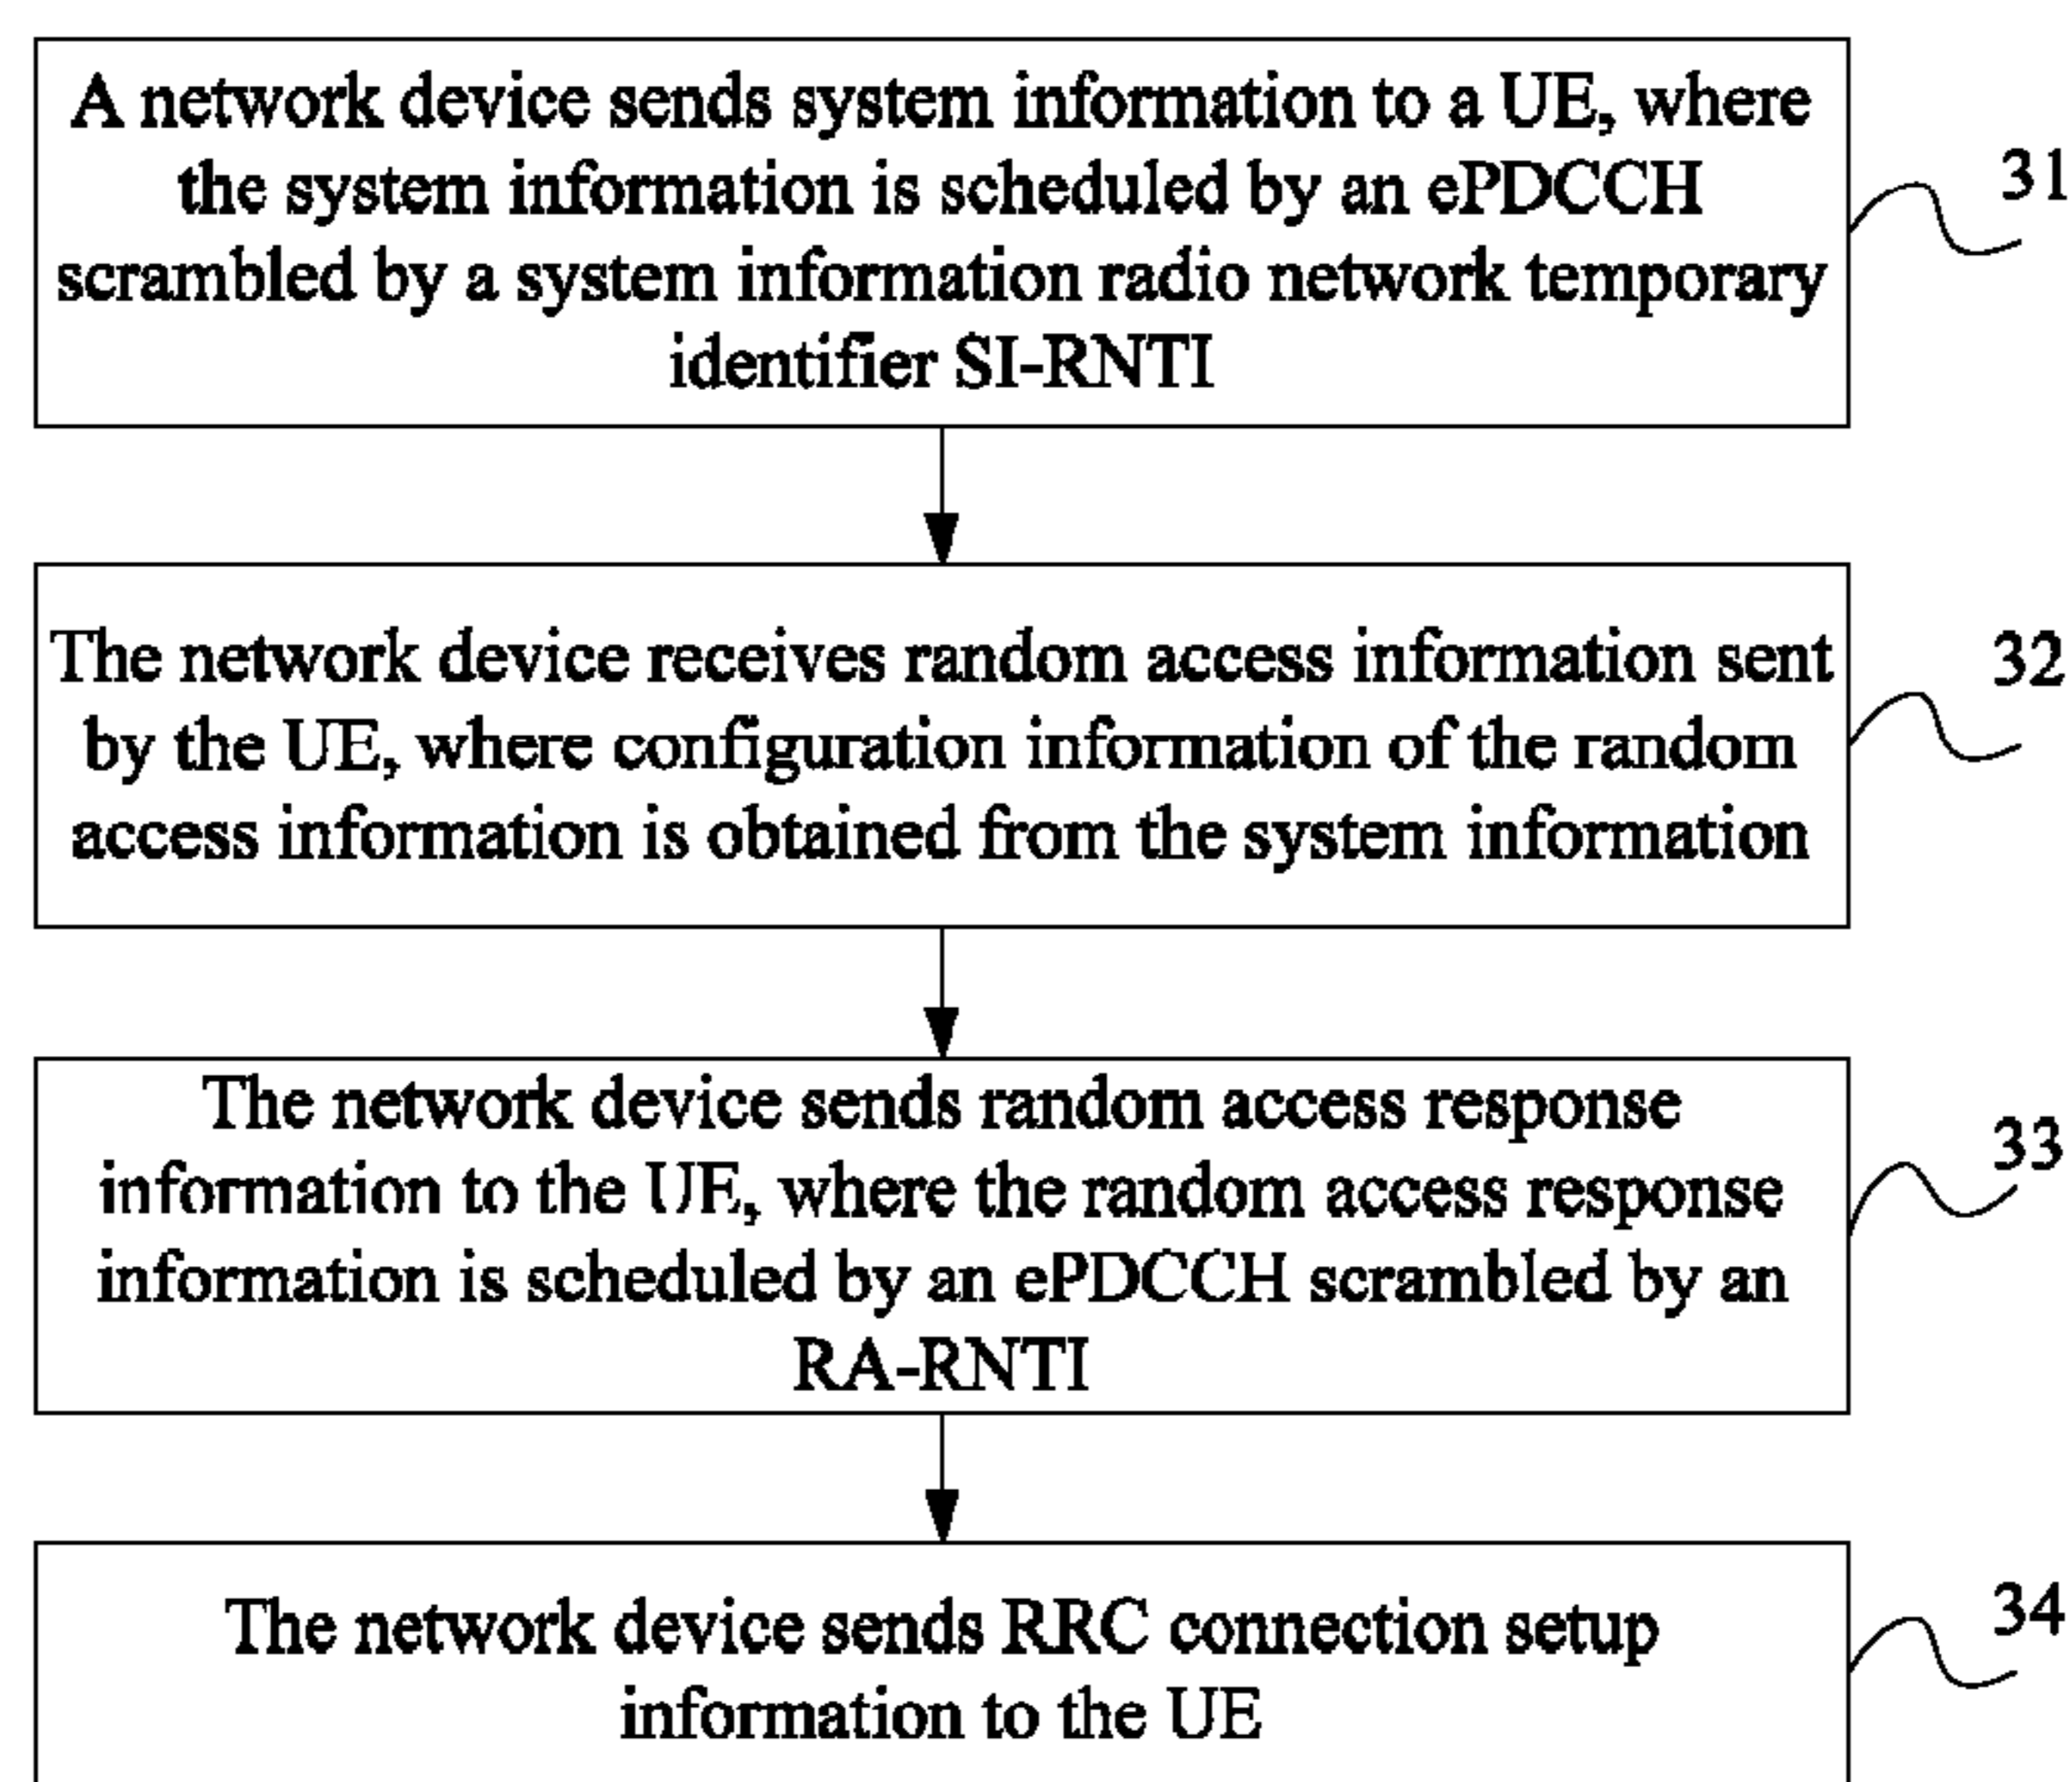 A network device sends system information to a UE, where
the system information is scheduled by an ePDCCH
scrambled by a system information radio network temporary
identifier SI-RNTI
31
The network device receives random access information sent
by the UE, where configuration information of the random
access information is obtained from the system information
32
The network device sends random access response
information to the UE, where the random access response
information is scheduled by an ePDCCH scrambled by an
RA-RNTI
33
The network device sends RRC connection setup
information to the UE
34